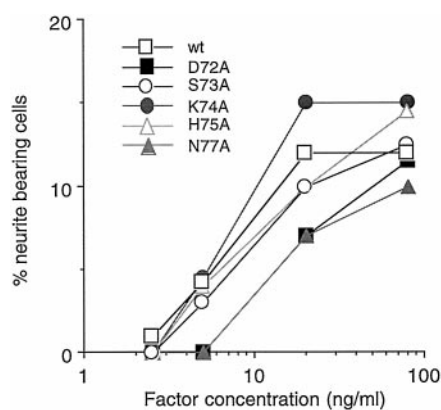 20
wt
D72A
S73A
K74A
H75A
N77A
10
0
% neurite bearing cells
1
10
100
Factor concentration (ng/ml)